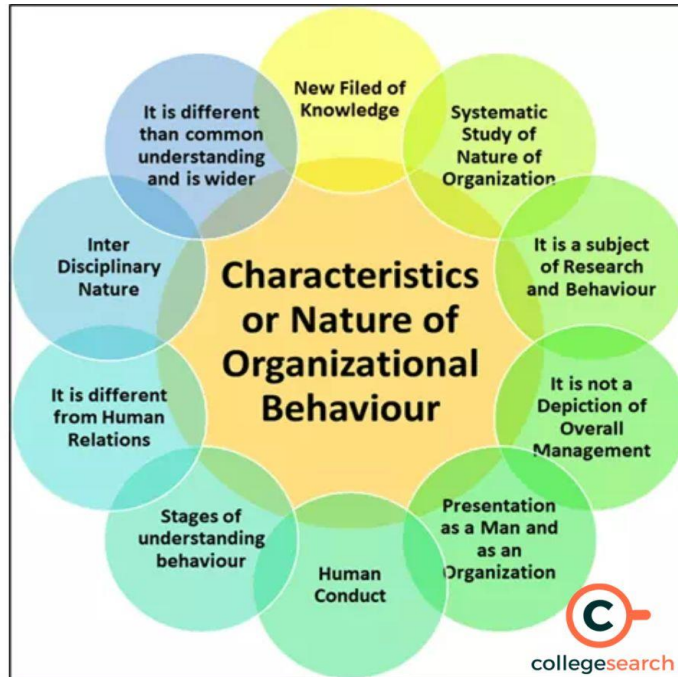 New Filed of
Knowledge
Systematic
Study of
Nature of
Organization
It is a subject
of Research
and Behaviour
It is not a
Depiction of
Overall
Management
Presentation
as a Man and
as an
Organization
Human
Conduct
Stages of
understanding
behaviour
It is different
from Human
Relations
Inter
Disciplinary
Nature
It is different
than common
understanding
and is wider
Characteristics
or Nature of
Organizational
Behaviour
C
collegesearch